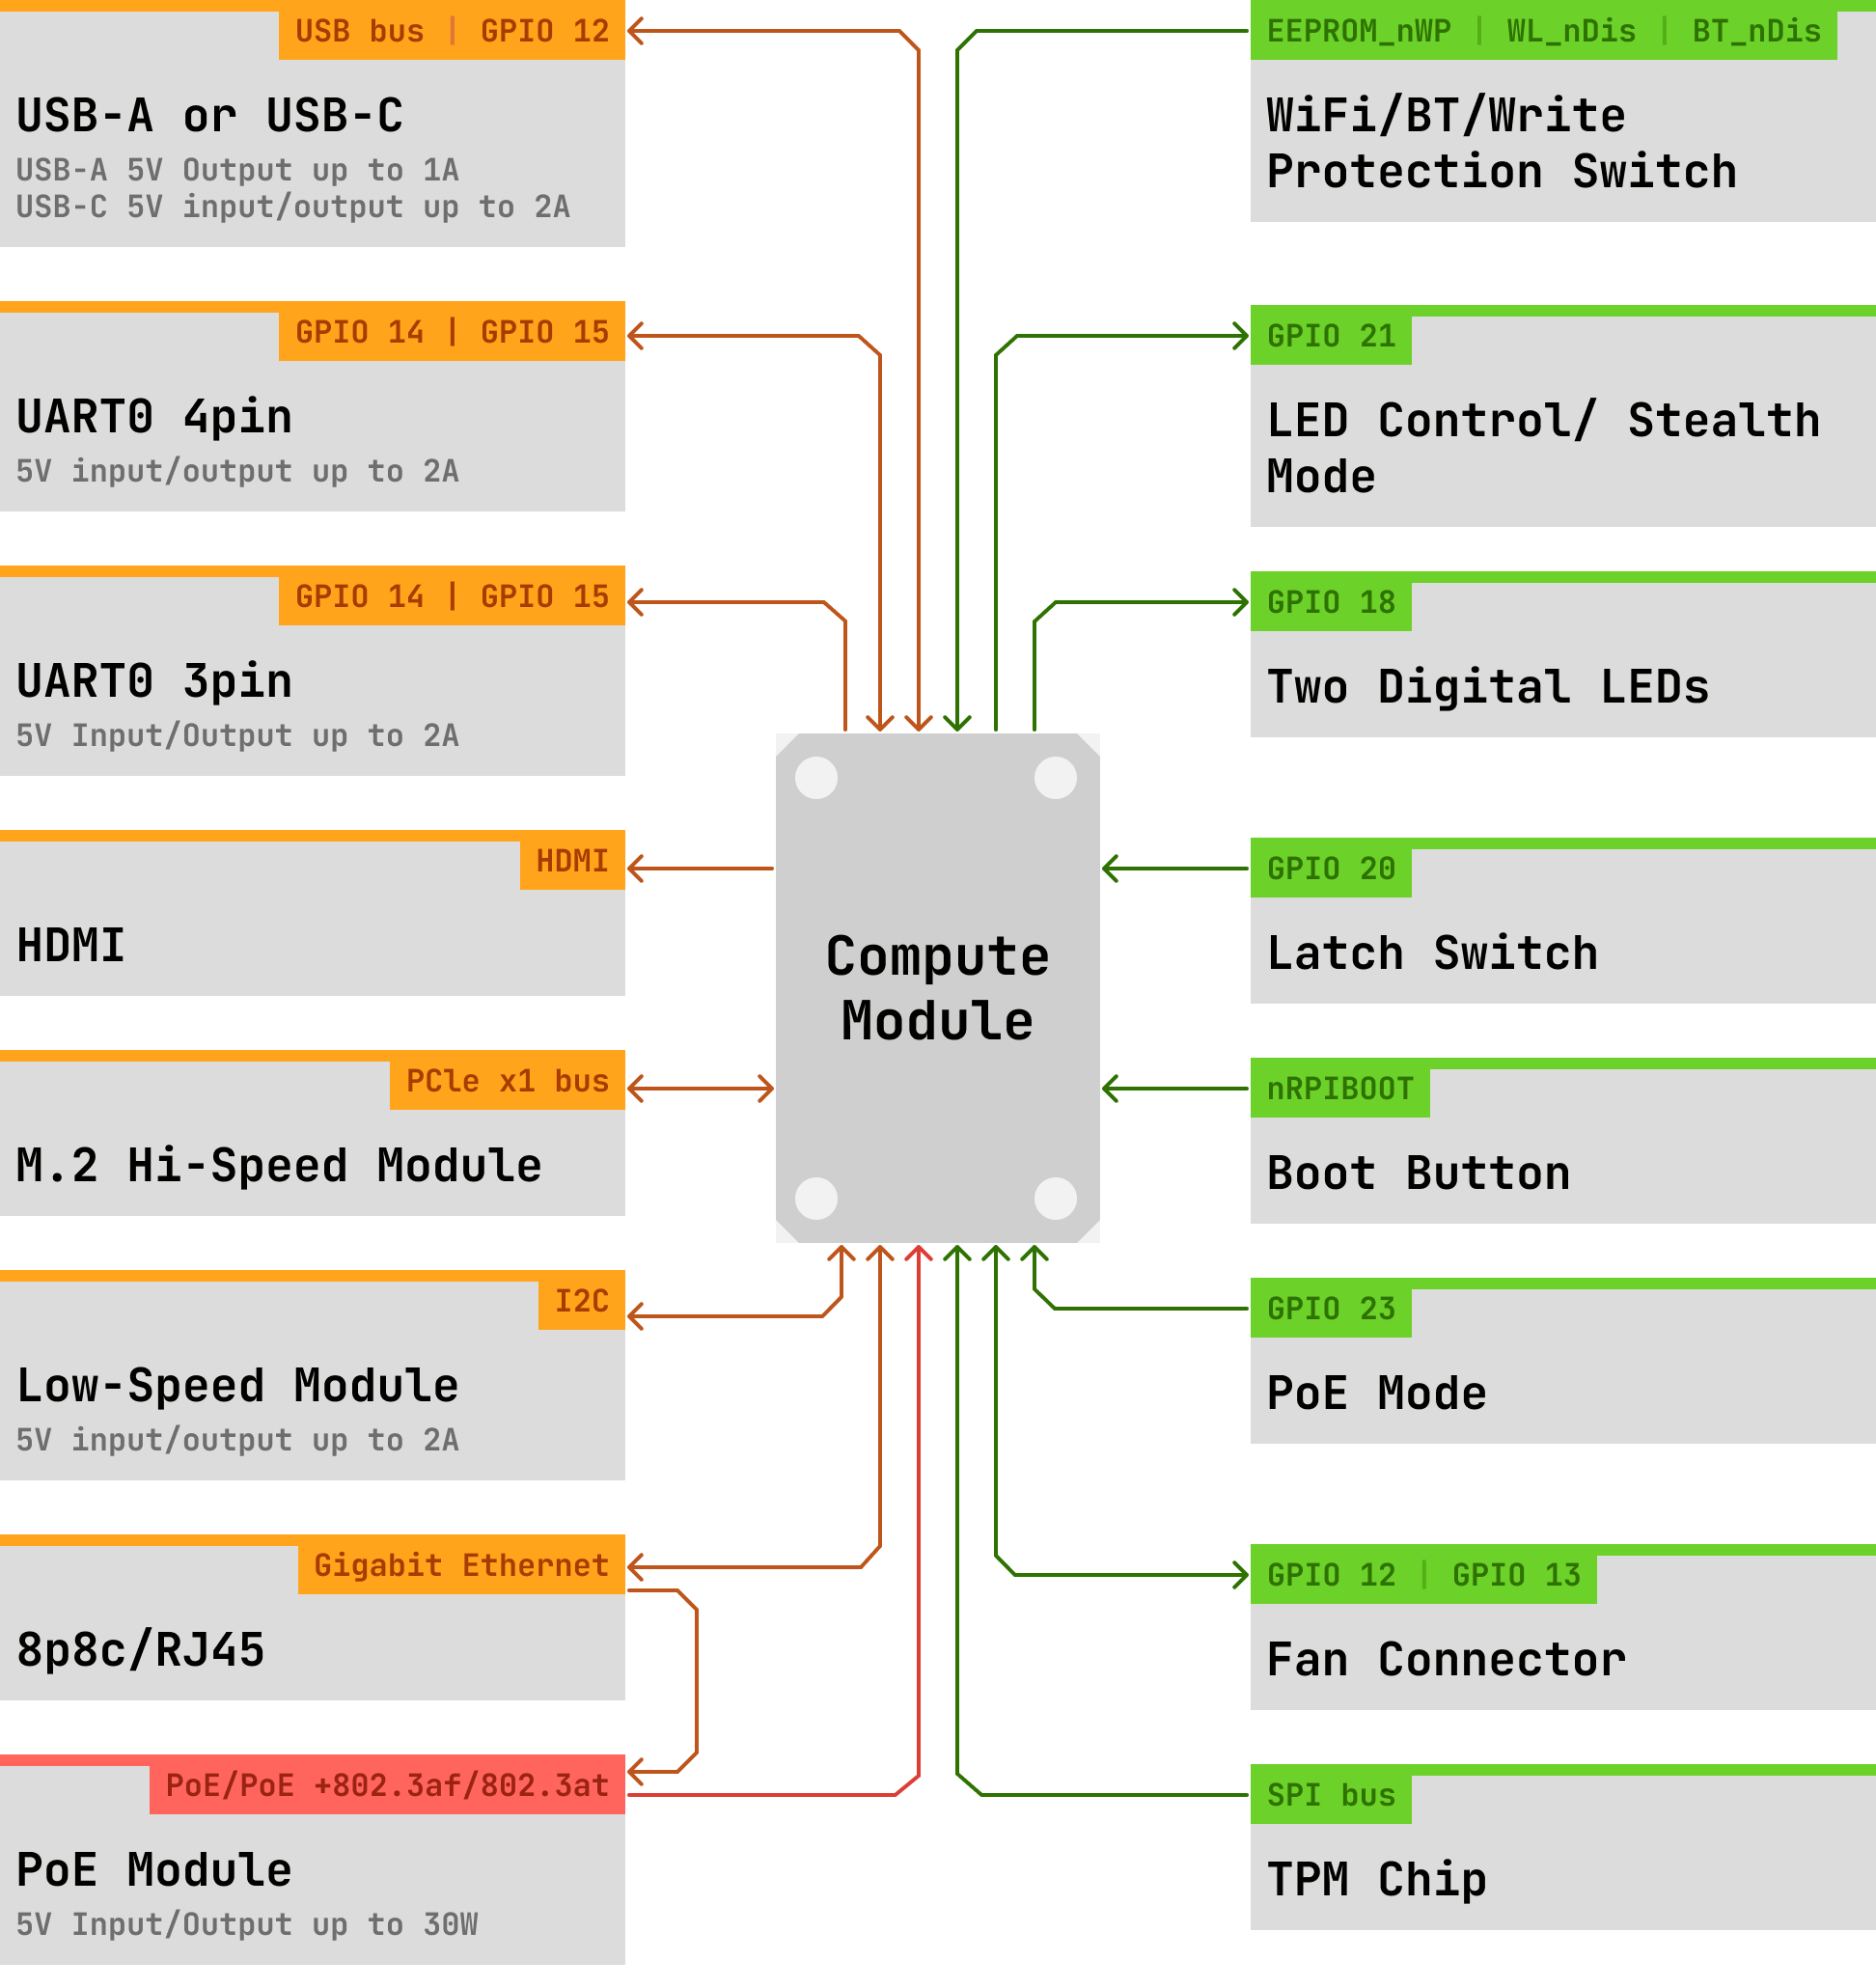 USB bus | GPIO 12
USB-A or USB-C
USB-A 5V Output up to 1A
USB-C 5V input/output up to 2A
GPIO 14 | GPIO 15
UART0 4pin
5V input/output up to 2A
GPIO 14 | GPIO 15
UART0 3pin
5V Input/Output up to 2A
HDMI
HDMI
PCle x1 bus
M.2 Hi-Speed Module
I2C
Low-Speed Module
5V input/output up to 2A
Gigabit Ethernet
8p8c/RJ45
PoE/PoE +802.3af/802.3at
PoE Module
5V Input/Output up to 30W
Compute
Module
EEPROM_nWP | WL_nDis | BT_nDis
WiFi/BT/Write
Protection Switch
GPIO 21
LED Control/ Stealth
Mode
GPIO 18
Two Digital LEDs
GPIO 20
Latch Switch
nRPIBOOT
Boot Button
GPIO 23
PoE Mode
GPIO 12 | GPIO 13
Fan Connector
SPI bus
TPM Chip